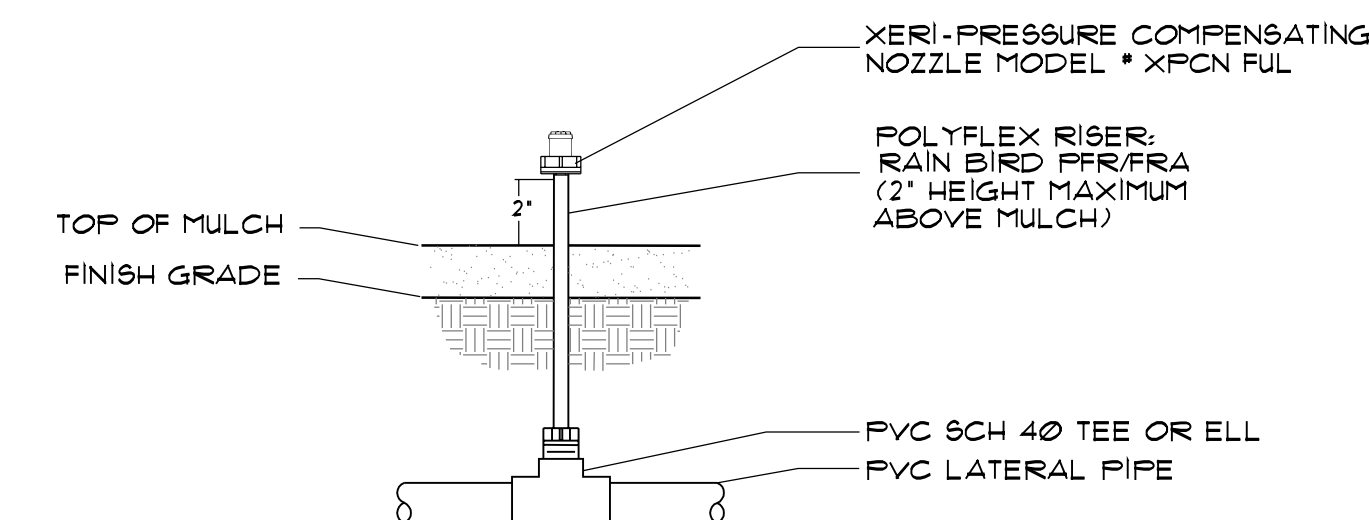 XERI-PRESSURE COMPENSATING
NOZZLE MODEL # XPCN FUL
POLYFLEX RISER:
RAIN BIRD PFR/FRA
(2" HEIGHT MAXIMUM
ABOVE MULCH)
2"
TOP OF MULCH
FINISH GRADE
PVC SCH 40 TEE OR ELL
PVC LATERAL PIPE